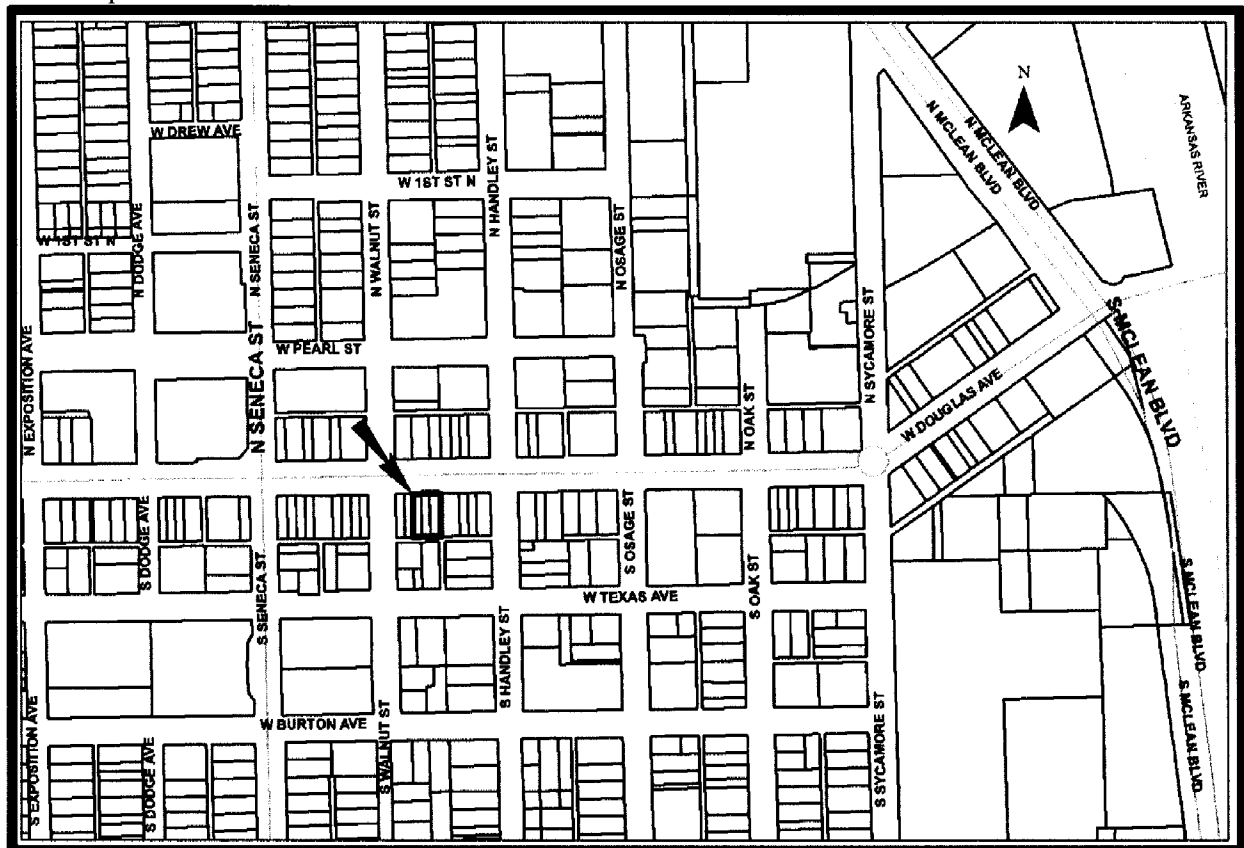 N
ARKANSAS RIVER
N MCLEAN BLVD
N MCLEAN BLVD
W DREW AVE
W 1ST ST N
N HANDLEY ST
W 1ST ST N
N DODGE AVE
N SENECA ST
N WALNUT ST
N OSAGE ST
N SYCAMORE ST
S MCLEAN BLVD
W PEARL ST
N EXPOSITION AVE
N SENECA ST
N OAK ST
W DOUGLAS AVE
S DODGE AVE
S SENECA ST
S OSAGE ST
S OAK ST
W TEXAS AVE
S HANDLEY ST
S MCLEAN BLVD
S MCLEAN BLVD
W BURTON AVE
S EXPOSITION AVE
S DODGE AVE
S WALNUT ST
S SYCAMORE ST